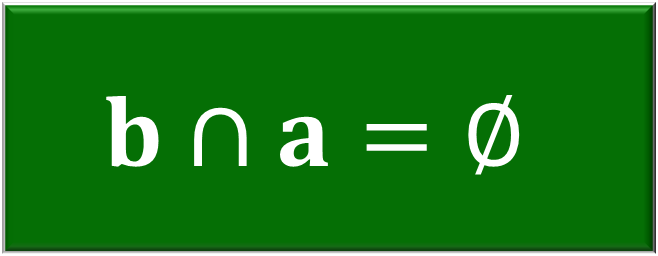 b ∩ a = ∅